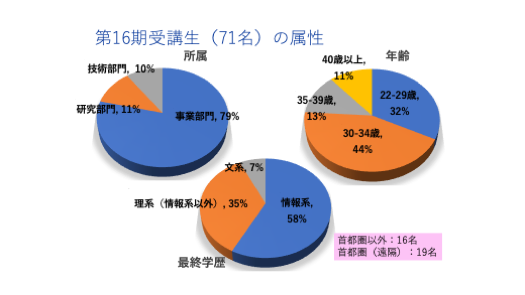 第16期受講生（71名）の属性
所属
技術部門, 10%
研究部門, 11%
事業部門, 79%
年齢
40歳以上,
11%
35-39歳,
13%
22-29歳,
32%
30-34歳,
44%
文系, 7%
理系（情報系以外）, 35%
情報系,
58%
最終学歴
首都圏以外：16名
首都圏（遠隔）：19名